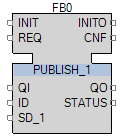 FB0
INIT INITO
REQ CNF
PUBLISH_1
QI QO
ID STATUS
SD_1